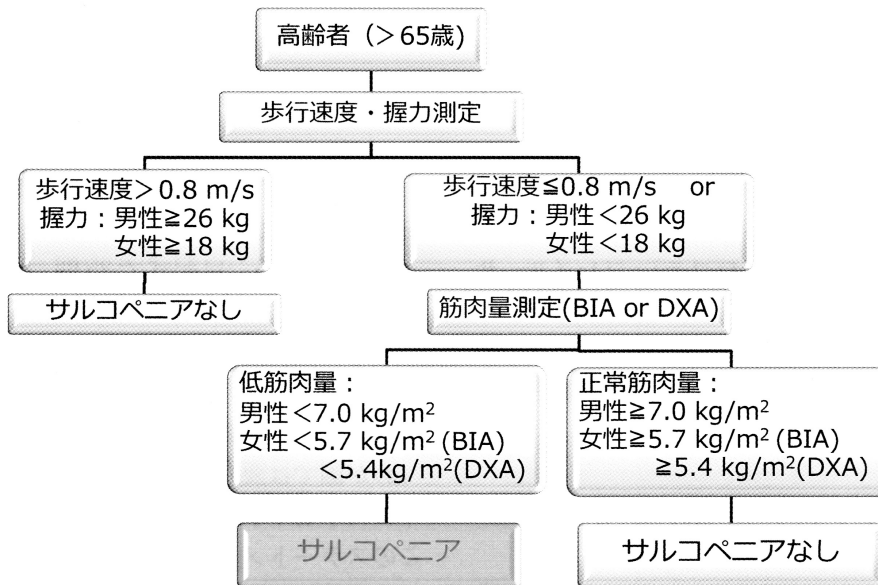 高齢者（＞65歳)
歩行速度・握力測定
歩行速度＞0.8 m/s
握力：男性≧26 kg
女性≧18 kg
歩行速度≦0.8 m/s or
握力：男性＜26 kg
女性＜18 kg
サルコペニアなし
筋肉量測定(BIA or DXA)
低筋肉量：
男性＜7.0 kg/m²
女性＜5.7 kg/m² (BIA)
＜5.4kg/m²(DXA)
正常筋肉量：
男性≧7.0 kg/m²
女性≧5.7 kg/m² (BIA)
≧5.4 kg/m²(DXA)
サルコペニア
サルコペニアなし